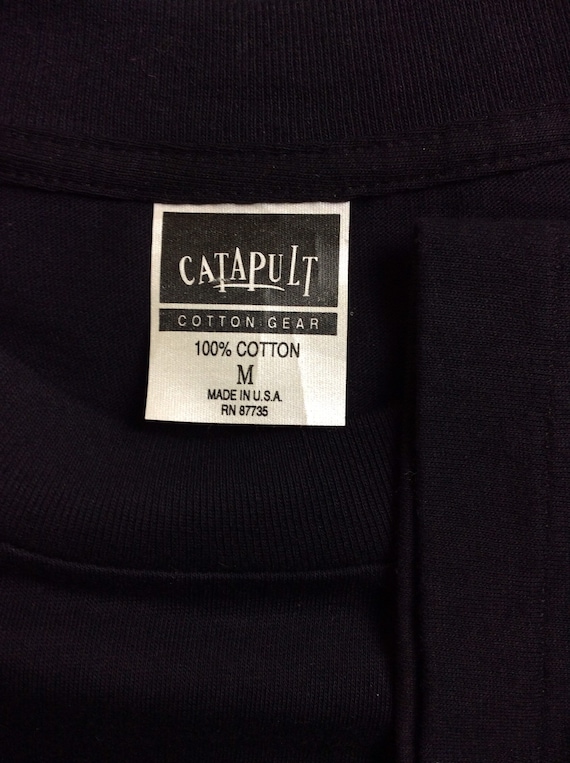 CATAPULT
COTTON GEAR
100% COTTON
M
MADE IN U.S.A.
RN 87735